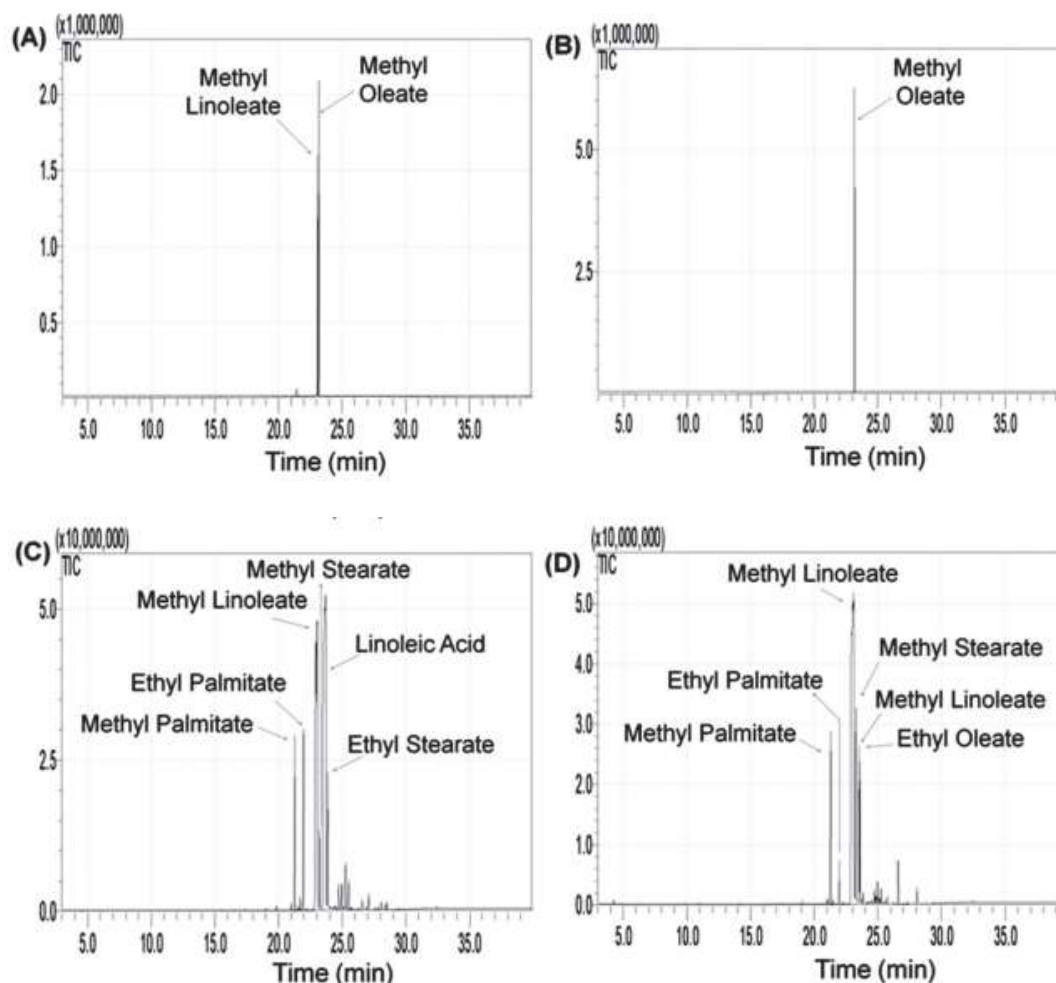 (A)
(x1,000,000)
TIC
Methyl
Linoleate
Methyl
Oleate
2.0
1.5
1.0
0.5
5.0 10.0 15.0 20.0 25.0 30.0 35.0
Time (min)
(B)
(x1,000,000)
TIC
Methyl
Oleate
5.0
2.5
5.0 10.0 15.0 20.0 25.0 30.0 35.0
Time (min)
(C)
(x10,000,000)
TIC
Methyl Stearate
Methyl Linoleate
Linoleic Acid
Ethyl Palmitate
Methyl Palmitate
Ethyl Stearate
5.0
2.5
0.0
5.0 10.0 15.0 20.0 25.0 30.0 35.0
Time (min)
(D)
(x10,000,000)
TIC
Methyl Linoleate
Methyl Stearate
Ethyl Palmitate
Methyl Linoleate
Methyl Palmitate
Ethyl Oleate
5.0
4.0
3.0
2.0
1.0
0.0
5.0 10.0 15.0 20.0 25.0 30.0 35.0
Time (min)